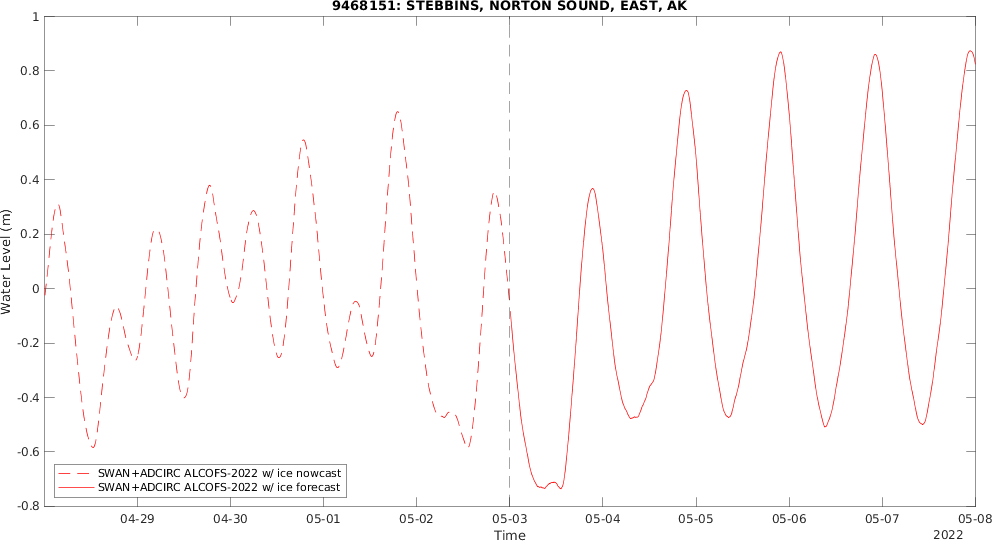 9468151: STEBBINS, NORTON SOUND, EAST, AK
1
0.8
0.6
0.4
0.2
0
-0.2
-0.4
-0.6
-0.8
Water Level (m)
SWAN+ADCIRC ALCOFS-2022 w/ ice nowcast
SWAN+ADCIRC ALCOFS-2022 w/ ice forecast
04-29 04-30 05-01 05-02 05-03 05-04 05-05 05-06 05-07 05-08
Time
2022